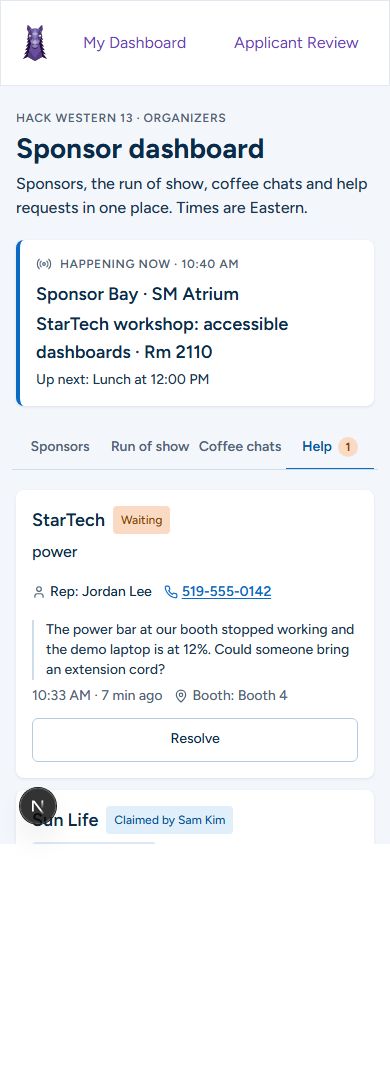 My Dashboard Applicant Review
HACK WESTERN 13 · ORGANIZERS
Sponsor dashboard
Sponsors, the run of show, coffee chats and help
requests in one place. Times are Eastern.
HAPPENING NOW · 10:40 AM
Sponsor Bay · SM Atrium
StarTech workshop: accessible
dashboards · Rm 2110
Up next: Lunch at 12:00 PM
Sponsors Run of show Coffee chats Help 1
StarTech Waiting
power
Rep: Jordan Lee 519-555-0142
The power bar at our booth stopped working and
the demo laptop is at 12%. Could someone bring
an extension cord?
10:33 AM · 7 min ago Booth: Booth 4
Resolve
N
Sun Life Claimed by Sam Kim